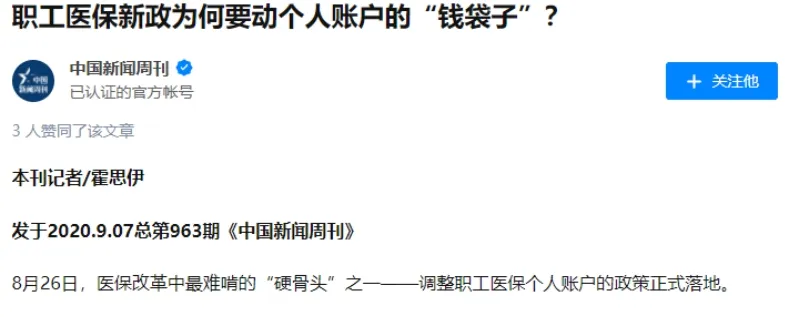 职工医保新政为何要动个人账户的“钱袋子”？
中国新闻周刊
已认证的官方帐号
中国
新闻周刊
+ 关注他
3 人赞同了该文章
本刊记者/霍思伊
发于2020.9.07总第963期《中国新闻周刊》
8月26日，医保改革中最难啃的“硬骨头”之一——调整职工医保个人账户的政策正式落地。